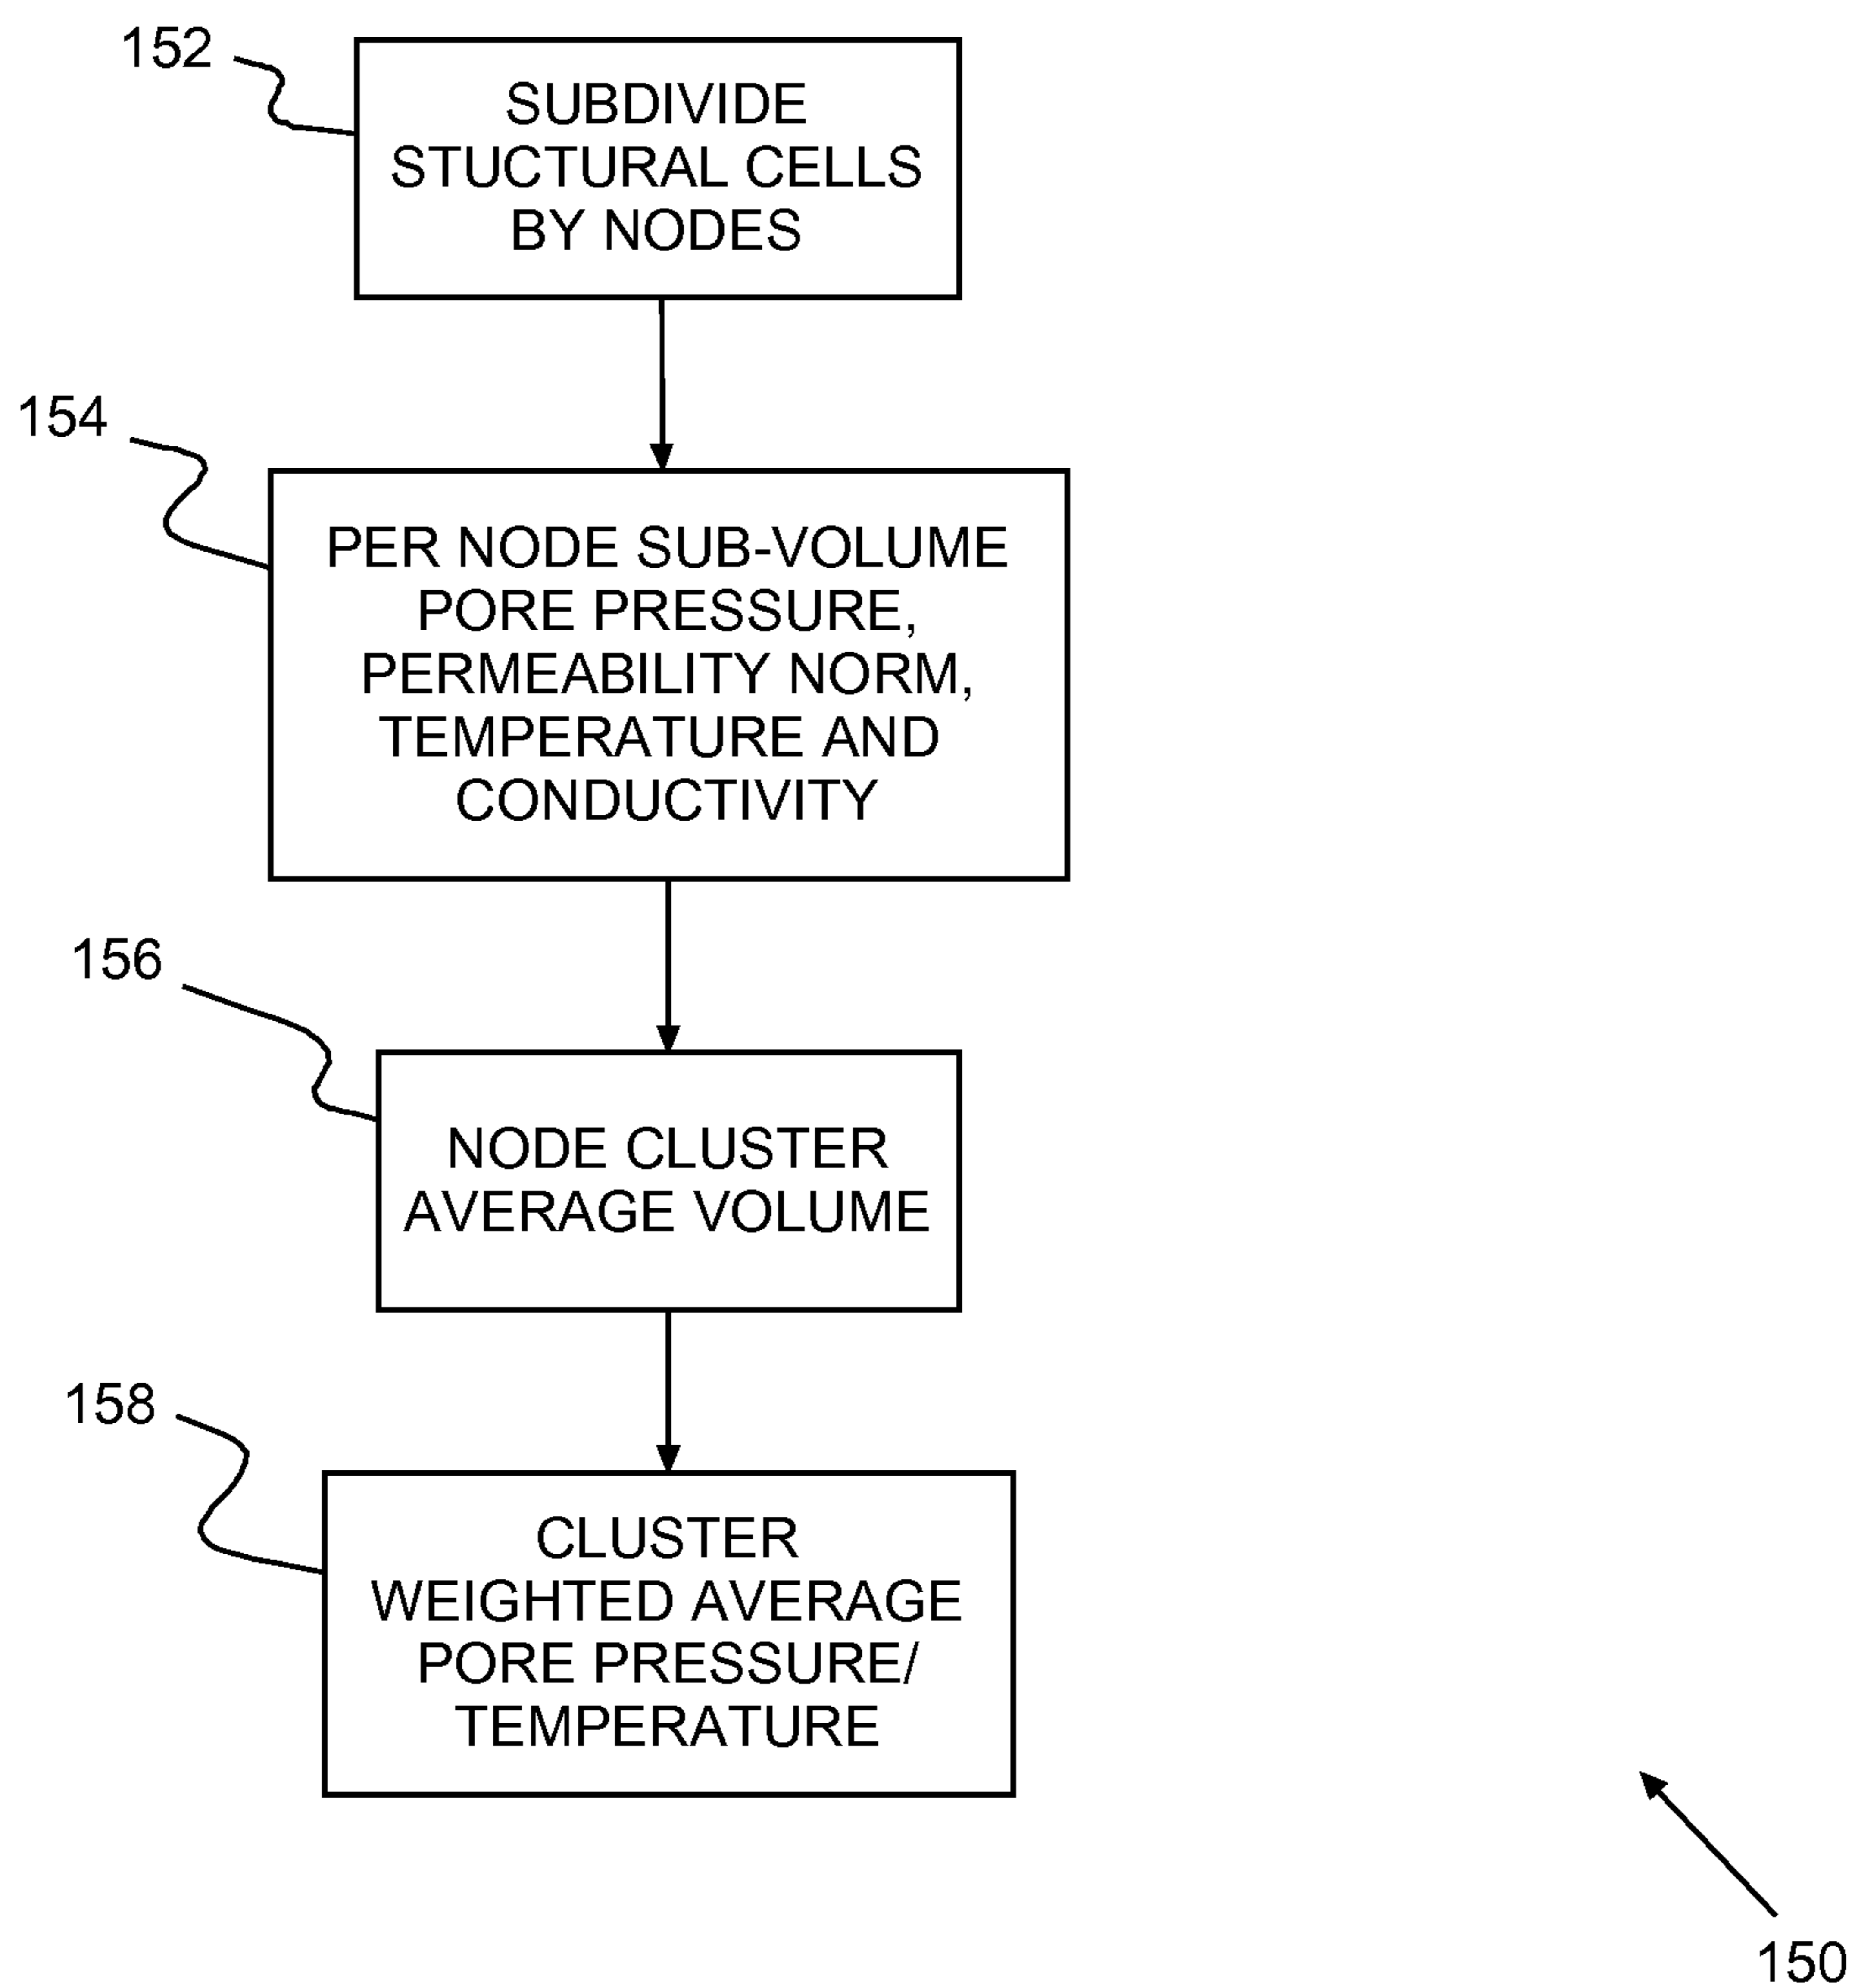 152
SUBDIVIDE
STUCTURAL CELLS
BY NODES
154
PER NODE SUB-VOLUME
PORE PRESSURE,
PERMEABILITY NORM,
TEMPERATURE AND
CONDUCTIVITY
156
NODE CLUSTER
AVERAGE VOLUME
158
CLUSTER
WEIGHTED AVERAGE
PORE PRESSURE/
TEMPERATURE
150